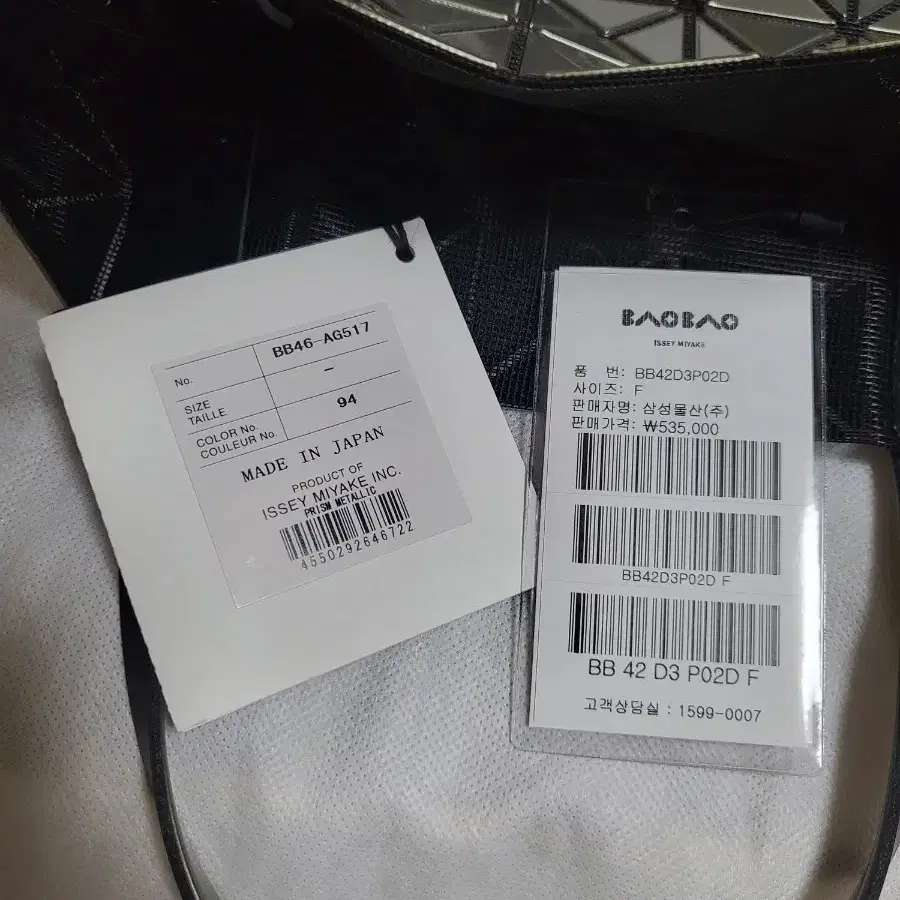 No. BB46-AG517
SIZE
TAILLE -
COLOR No.
COULEUR No. 94
MADE IN JAPAN
PRODUCT OF
ISSEY MIYAKE INC.
PRISM METALLIC
4550292646722
BAOBAO
ISSEY MIYAKE
품 번: BB42D3P02D
사이즈: F
판매자명: 삼성물산(주)
판매가격: ₩535,000
BB42D3P02D F
BB 42 D3 P02D F
고객상담실 : 1599-0007